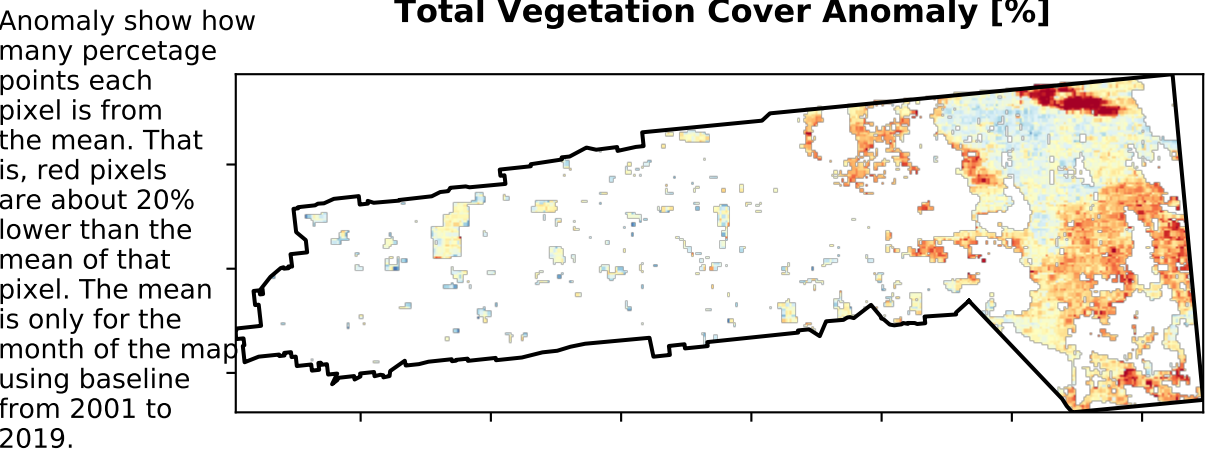 Total Vegetation Cover Anomaly [%]
Anomaly show how
many percetage
points each
pixel is from
the mean. That
is, red pixels
are about 20%
lower than the
mean of that
pixel. The mean
is only for the
month of the map
using baseline
from 2001 to
2019.